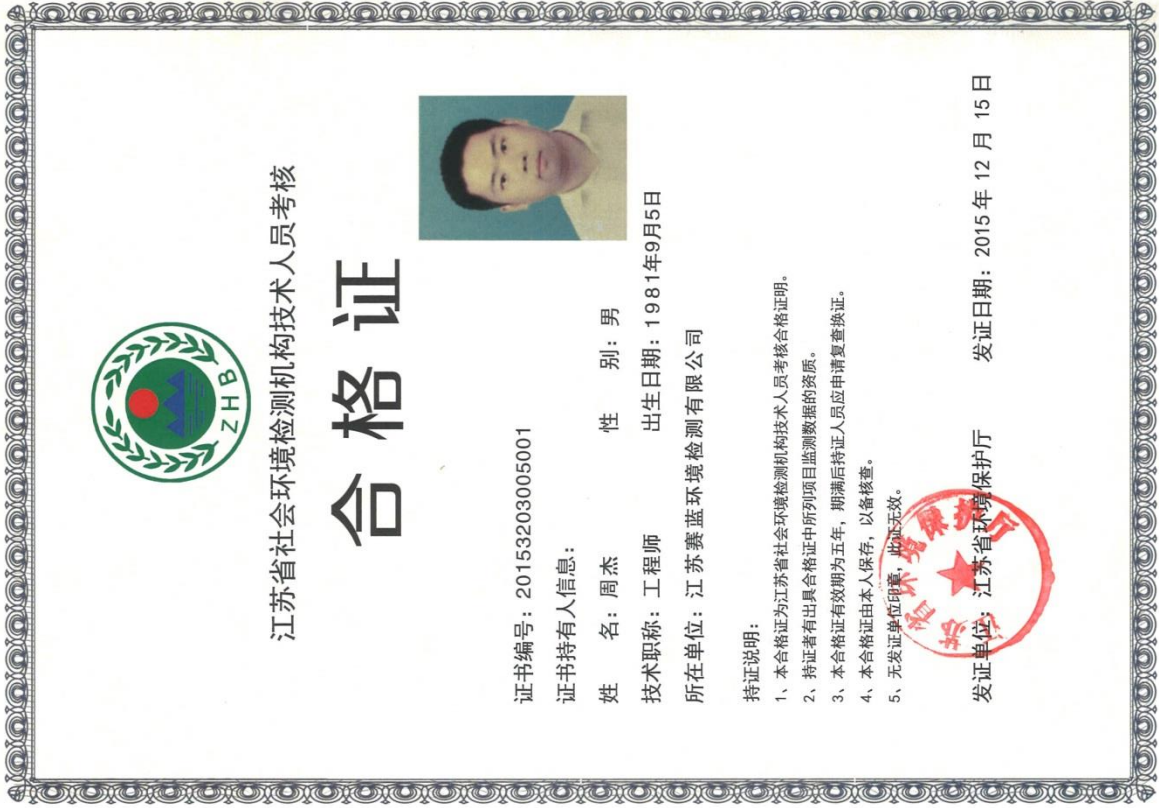 ZHB
江苏省社会环境检测机构技术人员考核
合格证
证书编号：2015320300​5001
证书持有人信息：
姓 名：周杰 性 别：男
技术职称：工程师 出生日期：1981年9月5日
所在单位：江苏赛蓝环境检测有限公司
持证说明：
1、本合格证为江苏省社会环境检测机构技术人员考核合格证明。
2、持证者有出具合格证中所列项目监测数据的资质。
3、本合格证有效期为五年，期满后持证人员应申请复查换证。
4、本合格证由本人保存，以备核查。
5、无发证单位印章，此证无效。
发证单位：江苏省环境保护厅 发证日期：2015年12月15日
江苏省环境保护厅